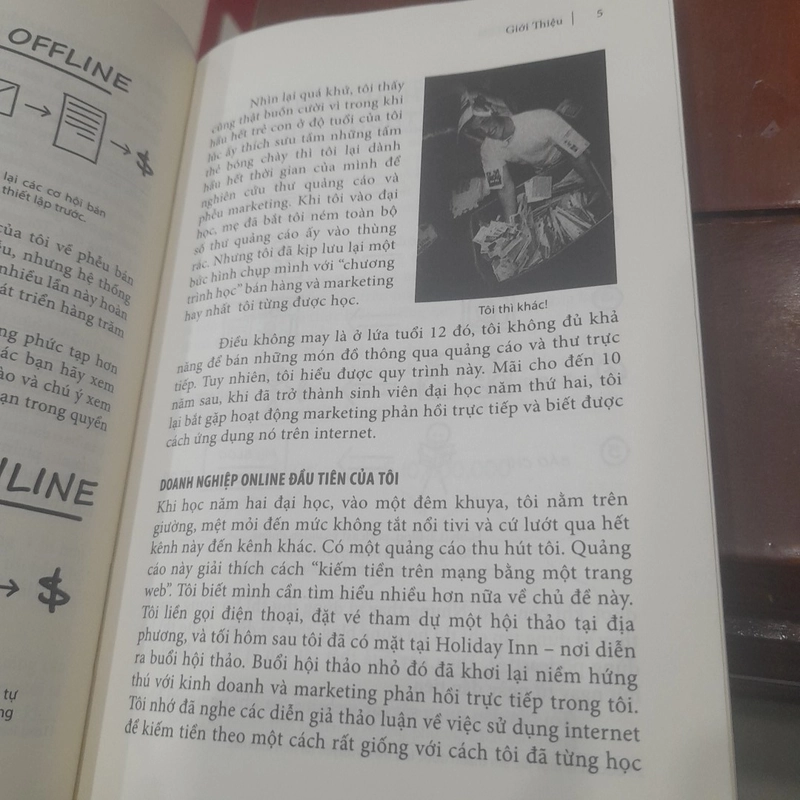 OFFLINE
$
lại các cơ hội bán
thiết lập trước.
của tôi về phễu bán
nhưng hệ thống
nhiều lần này hoàn
át triển hàng trăm
ng phức tạp hơn
ác bạn hãy xem
ào và chú ý xem
ạn trong quyển
NLINE
$
tự
ng
Giới Thiệu | 5
Nhìn lại quá khứ, tôi thấy
cũng thật buồn cười vì trong khi
hầu hết trẻ con ở độ tuổi của tôi
lúc ấy thích sưu tầm những tấm
thẻ bóng chày thì tôi lại dành
hầu hết thời gian của mình để
nghiên cứu thư quảng cáo và
phễu marketing. Khi tôi vào đại
học, mẹ đã bắt tôi ném toàn bộ
số thư quảng cáo ấy vào thùng
rác. Nhưng tôi đã kịp lưu lại một
bức hình chụp mình với “chương
trình học” bán hàng và marketing
hay nhất tôi từng được học.
Tôi thì khác!
Điều không may là ở lứa tuổi 12 đó, tôi không đủ khả
năng để bán những món đồ thông qua quảng cáo và thư trực
tiếp. Tuy nhiên, tôi hiểu được quy trình này. Mãi cho đến 10
năm sau, khi đã trở thành sinh viên đại học năm thứ hai, tôi
lại bắt gặp hoạt động marketing phản hồi trực tiếp và biết được
cách ứng dụng nó trên internet.
DOANH NGHIỆP ONLINE ĐẦU TIÊN CỦA TÔI
Khi học năm hai đại học, vào một đêm khuya, tôi nằm trên
giường, mệt mỏi đến mức không tắt nổi tivi và cứ lướt qua hết
kênh này đến kênh khác. Có một quảng cáo thu hút tôi. Quảng
cáo này giải thích cách “kiếm tiền trên mạng bằng một trang
web”. Tôi biết mình cần tìm hiểu nhiều hơn nữa về chủ đề này.
Tôi liền gọi điện thoại, đặt vé tham dự một hội thảo tại địa
phương, và tối hôm sau tôi đã có mặt tại Holiday Inn – nơi diễn
ra buổi hội thảo. Buổi hội thảo nhỏ đó đã khơi lại niềm hứng
thú với kinh doanh và marketing phản hồi trực tiếp trong tôi.
Tôi nhớ đã nghe các diễn giả thảo luận về việc sử dụng internet
để kiếm tiền theo một cách rất giống với cách tôi đã từng học